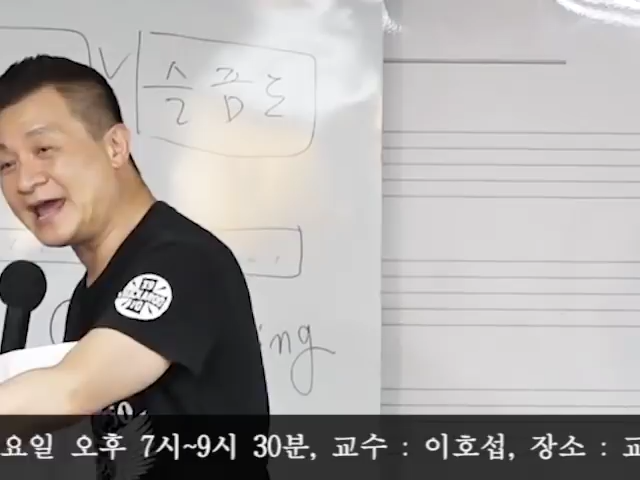 V 슬픔도
ing
요일 오후 7시~9시 30분, 교수 : 이호섭, 장소 : 교